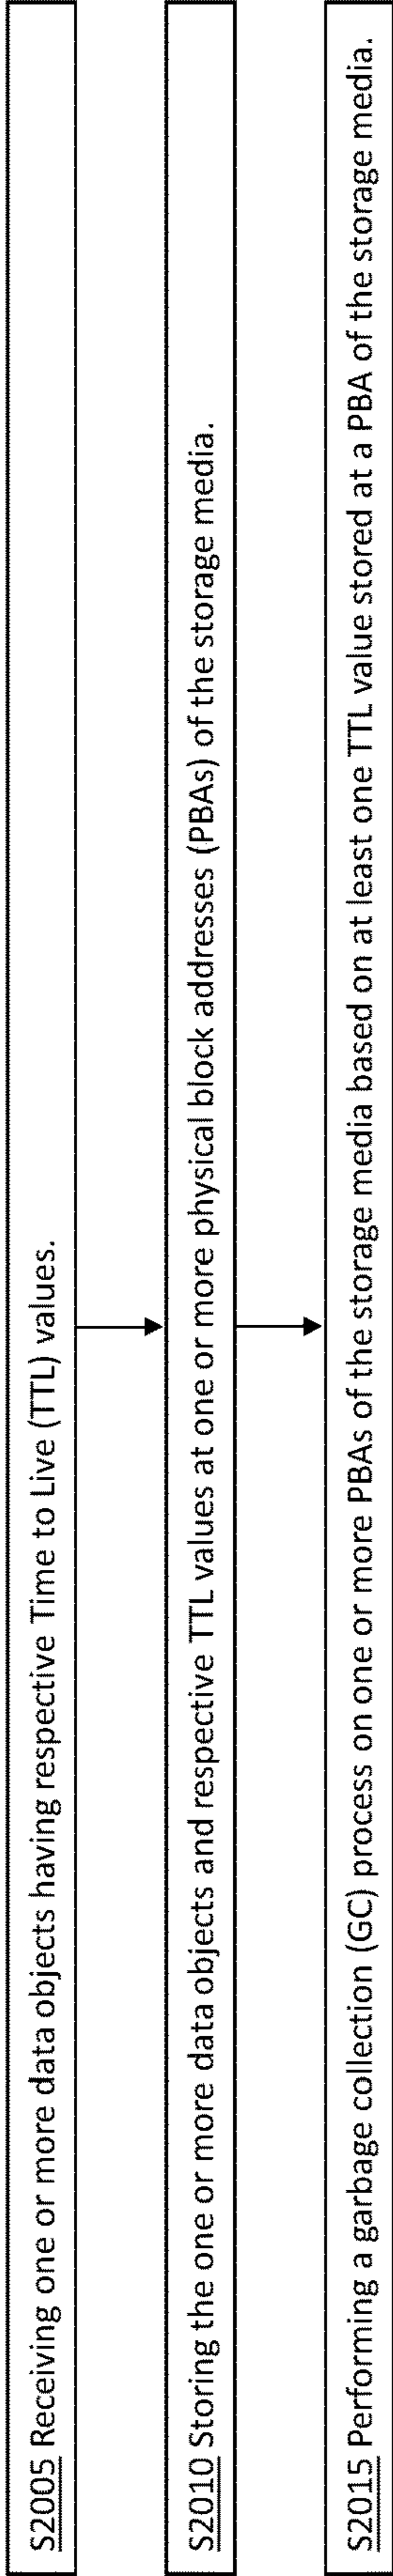 S2005 Receiving one or more data objects having respective Time to Live (TTL) values.
S2010 Storing the one or more data objects and respective TTL values at one or more physical block addresses (PBAs) of the storage media.
S2015 Performing a garbage collection (GC) process on one or more PBAs of the storage media based on at least one TTL value stored at a PBA of the storage media.